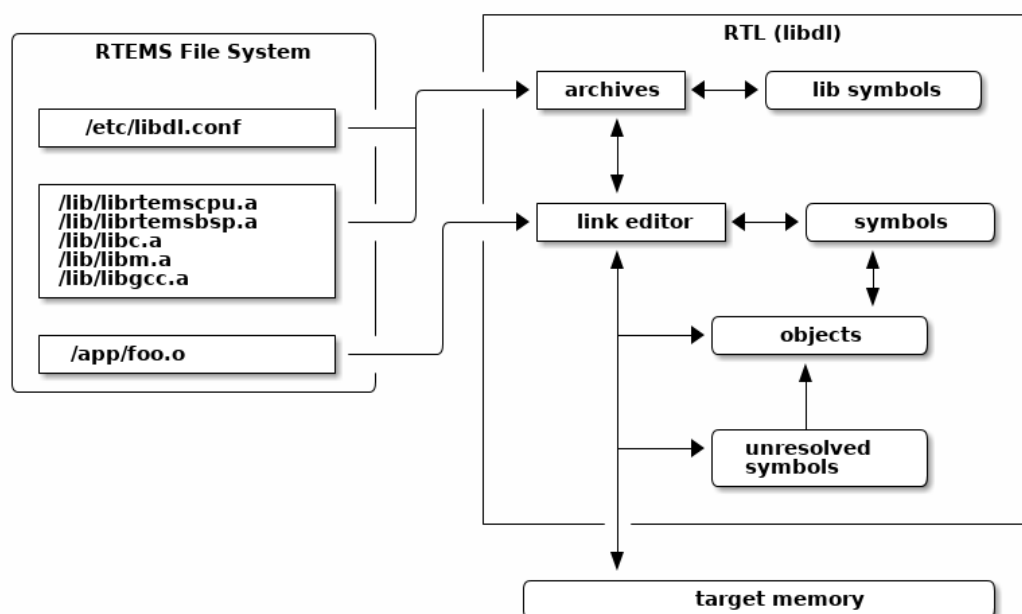 RTEMS File System
/etc/libdl.conf
/lib/librtemscpu.a
/lib/librtemsbsp.a
/lib/libc.a
/lib/libm.a
/lib/libgcc.a
/app/foo.o
RTL (libdl)
archives
lib symbols
link editor
symbols
objects
unresolved
symbols
target memory